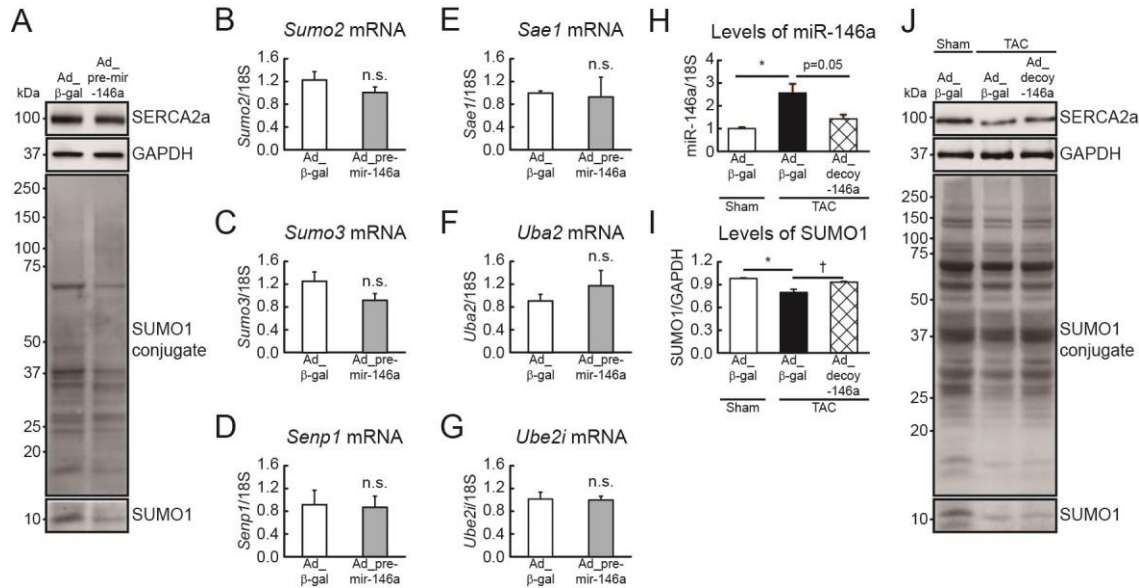 A
Ad_
β-gal
Ad_
pre-mir
-146a
kDa
100
SERCA2a
37
GAPDH
250
150
100
75
50
37
25
20
SUMO1
conjugate
10
SUMO1
B
Sumo2 mRNA
Sumo2/18S
1.6
1.2
0.8
0.4
0
n.s.
Ad_
β-gal
Ad_pre-
mir-146a
C
Sumo3 mRNA
Sumo3/18S
1.6
1.2
0.8
0.4
0
n.s.
Ad_
β-gal
Ad_pre-
mir-146a
D
Senp1 mRNA
Senp1/18S
1.6
1.2
0.8
0.4
0
n.s.
Ad_
β-gal
Ad_pre-
mir-146a
E
Sae1 mRNA
Sae1/18S
1.6
1.2
0.8
0.4
0
n.s.
Ad_
β-gal
Ad_pre-
mir-146a
F
Uba2 mRNA
Uba2/18S
1.6
1.2
0.8
0.4
0
n.s.
Ad_
β-gal
Ad_pre-
mir-146a
G
Ube2i mRNA
Ube2i/18S
1.6
1.2
0.8
0.4
0
n.s.
Ad_
β-gal
Ad_pre-
mir-146a
H
Levels of miR-146a
miR-146a/18S
4
3
2
1
0
*
p=0.05
Ad_
β-gal
Ad_
β-gal
Ad_
decoy
-146a
Sham
TAC
I
Levels of SUMO1
SUMO1/GAPDH
1.2
0.9
0.6
0.3
0
*
†
Ad_
β-gal
Ad_
β-gal
Ad_
decoy
-146a
Sham
TAC
J
Sham
TAC
Ad_
β-gal
Ad_
β-gal
Ad_
decoy
-146a
kDa
100
SERCA2a
37
GAPDH
250
150
100
75
50
37
25
20
SUMO1
conjugate
10
SUMO1